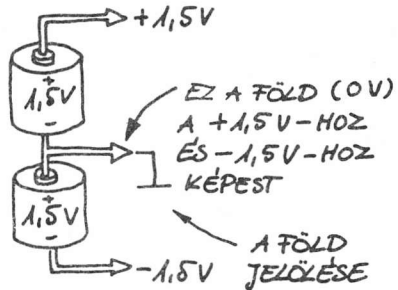 +1,5V
+
1,5V
-
EZ A FÖLD (0V)
A +1,5V-HOZ
ÉS -1,5V-HOZ
KÉPEST
+
1,5V
-
A FÖLD
JELÖLÉSE
-1,5V